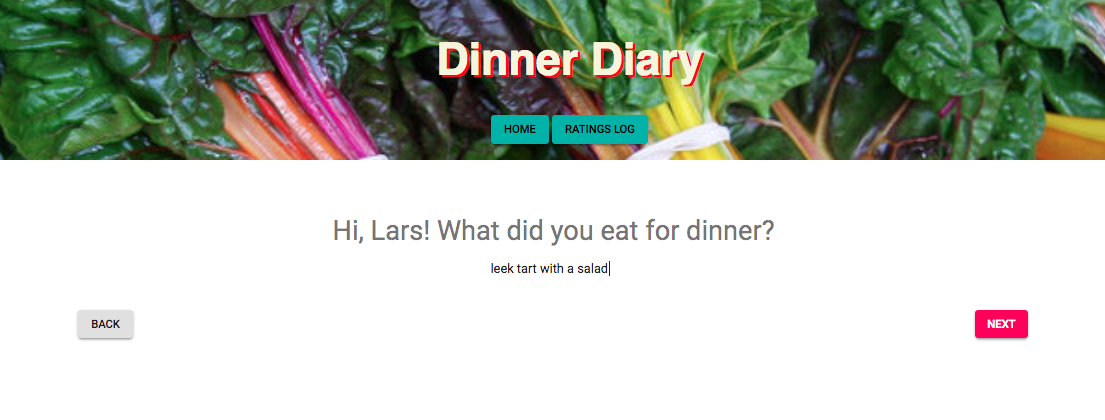 Dinner Diary
HOME RATINGS LOG
Hi, Lars! What did you eat for dinner?
leek tart with a salad
BACK NEXT